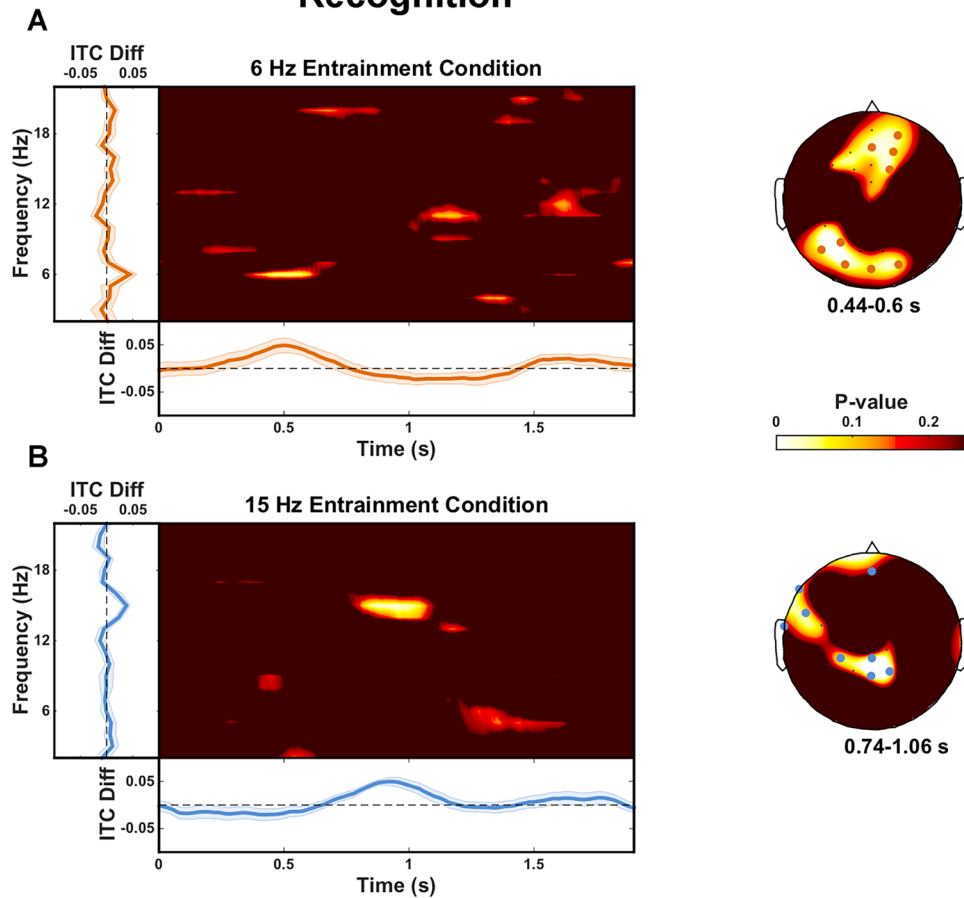 Recognition
A
ITC Diff
-0.05 0.05
6 Hz Entrainment Condition
Frequency (Hz)
18
12
6
ITC Diff
0.05
-0.05
0 0.5 1 1.5
Time (s)
0.44-0.6 s
P-value
0 0.1 0.2
B
ITC Diff
-0.05 0.05
15 Hz Entrainment Condition
Frequency (Hz)
18
12
6
ITC Diff
0.05
-0.05
0 0.5 1 1.5
Time (s)
0.74-1.06 s